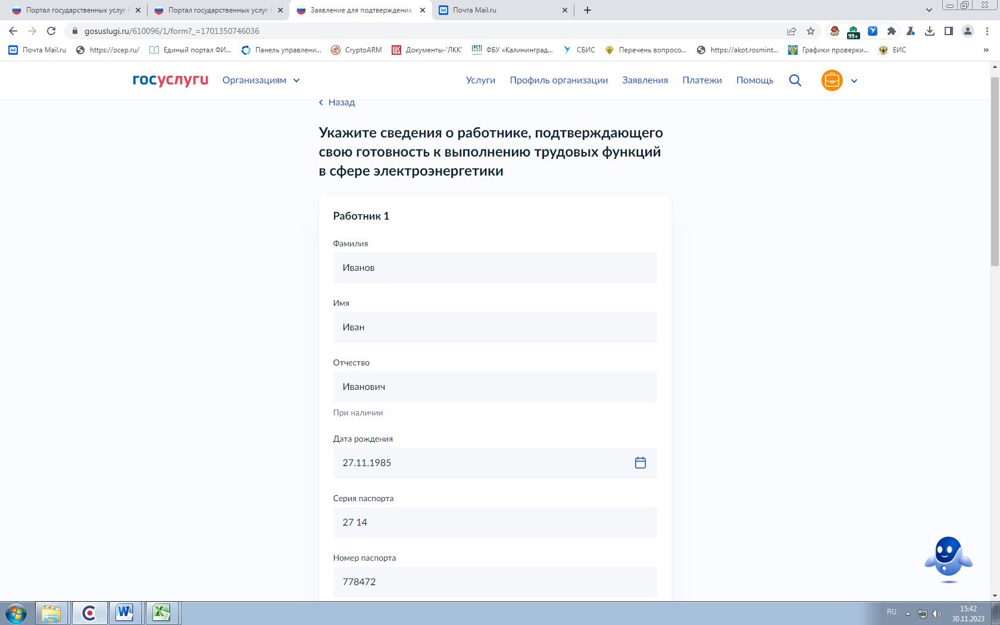 Портал государственных услуг
Портал государственных услуг
Заявление для подтверждения
Почта Mail.ru
gosuslugi.ru/610096/1/form?_=1701350746036
99+
Почта Mail.ru
https://ocep.ru/
Единый портал ФИ...
Панель управлени...
CryptoARM
Документы-'ЛКК'
ФБУ «Калининград...
СБИС
Перечень вопросо...
https://akot.rosmint...
Графики проверки...
ЕИС
госуслуги
Организациям
Услуги
Профиль организации
Заявления
Платежи
Помощь
Назад
Укажите сведения о работнике, подтверждающего
свою готовность к выполнению трудовых функций
в сфере электроэнергетики
Работник 1
Фамилия
Иванов
Имя
Иван
Отчество
Иванович
При наличии
Дата рождения
27.11.1985
Серия паспорта
27 14
Номер паспорта
778472
RU
15:42
30.11.2023